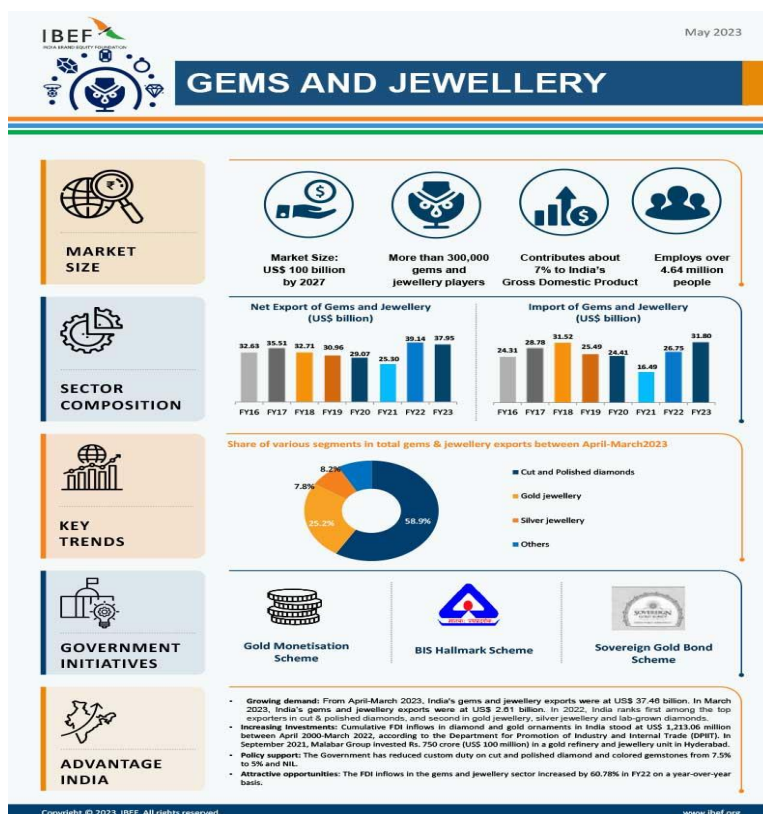 IBEF
INDIA BRAND EQUITY FOUNDATION
May 2023
GEMS AND JEWELLERY
MARKET
SIZE
Market Size:
US$ 100 billion
by 2027
More than 300,000
gems and
jewellery players
Contributes about
7% to India's
Gross Domestic Product
Employs over
4.64 million
people
SECTOR
COMPOSITION
Net Export of Gems and Jewellery
(US$ billion)
32.63 35.51 32.71 30.96 29.07 25.30 39.14 37.95
FY16 FY17 FY18 FY19 FY20 FY21 FY22 FY23
Import of Gems and Jewellery
(US$ billion)
24.31 28.78 31.52 25.49 24.41 16.49 26.75 31.80
FY16 FY17 FY18 FY19 FY20 FY21 FY22 FY23
KEY
TRENDS
Share of various segments in total gems & jewellery exports between April-March2023
8.2%
7.8%
25.2%
58.9%
Cut and Polished diamonds
Gold jewellery
Silver jewellery
Others
GOVERNMENT
INITIATIVES
Gold Monetisation
Scheme
BIS Hallmark Scheme
SOVEREIGN
Sovereign Gold Bond
Scheme
ADVANTAGE
INDIA
• Growing demand: From April-March 2023, India's gems and jewellery exports were at US$ 37.46 billion. In March
2023, India's gems and jewellery exports were at US$ 2.61 billion. In 2022, India ranks first among the top
exporters in cut & polished diamonds, and second in gold jewellery, silver jewellery and lab-grown diamonds.
• Increasing Investments: Cumulative FDI inflows in diamond and gold ornaments in India stood at US$ 1,213.06 million
between April 2000-March 2022, according to the Department for Promotion of Industry and Internal Trade (DPIIT). In
September 2021, Malabar Group invested Rs. 750 crore (US$ 100 million) in a gold refinery and jewellery unit in Hyderabad.
• Policy support: The Government has reduced custom duty on cut and polished diamond and colored gemstones from 7.5%
to 5% and NIL.
• Attractive opportunities: The FDI inflows in the gems and jewellery sector increased by 60.78% in FY22 on a year-over-year
basis.
Copyright © 2023, IBEF, All rights reserved
www.ibef.org